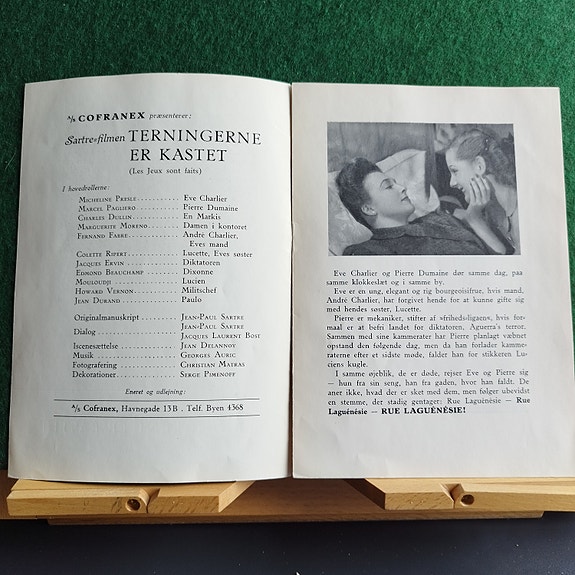 A/S COFRANEX præsenterer:
Sartre-filmen TERNINGERNE
ER KASTET
(Les Jeux sont faits)
I hovedrollerne:
MICHELINE PRESLE........... Eve Charlier
MARCEL PAGLIERO............ Pierre Dumaine
CHARLES DULLIN............. En Markis
MARGUERITE MORENO.......... Damen i kontoret
FERNAND FABRE.............. André Charlier,
Eves mand
COLETTE RIPERT............. Lucette, Eves søster
JACQUES ERVIN.............. Diktatoren
EDMOND BEAUCHAMP........... Dixonne
MOULOUDJI.................. Lucien
HOWARD VERNON.............. Militschef
JEAN DURAND................ Paulo
Originalmanuskript......... JEAN-PAUL SARTRE
Dialog..................... JEAN-PAUL SARTRE
JACQUES LAURENT BOST
Iscenesættelse............. JEAN DELANNOY
Musik...................... GEORGES AURIC
Fotografering.............. CHRISTIAN MATRAS
Dekorationer............... SERGE PIMENOFF
Eneret og udlejning:
A/S Cofranex, Havnegade 13 B . Telf. Byen 4368
Eve Charlier og Pierre Dumaine dør samme dag, paa
samme klokkeslæt og i samme by.
Eve er en ung, elegant og rig bourgeoisifrue, hvis mand,
André Charlier, har forgivet hende for at kunne gifte sig
med hendes søster, Lucette.
Pierre er mekaniker, stifter af »friheds-ligaen«, hvis for-
maal er at befri landet for diktatoren, Aguerra's terror.
Sammen med sine kammerater har Pierre planlagt væbnet
opstand den følgende dag, men da han forlader kamme-
raterne efter et sidste møde, falder han for stikkeren Lu-
ciens kugle.
I samme øjeblik, de er døde, rejser Eve og Pierre sig
— hun fra sin seng, han fra gaden, hvor han faldt. De
aner ikke, hvad der er sket med dem, men følger ubevidst
en stemme, der stadig gentager: Rue Laguénésie — Rue
Laguénésie — RUE LAGUÉNÉSIE!